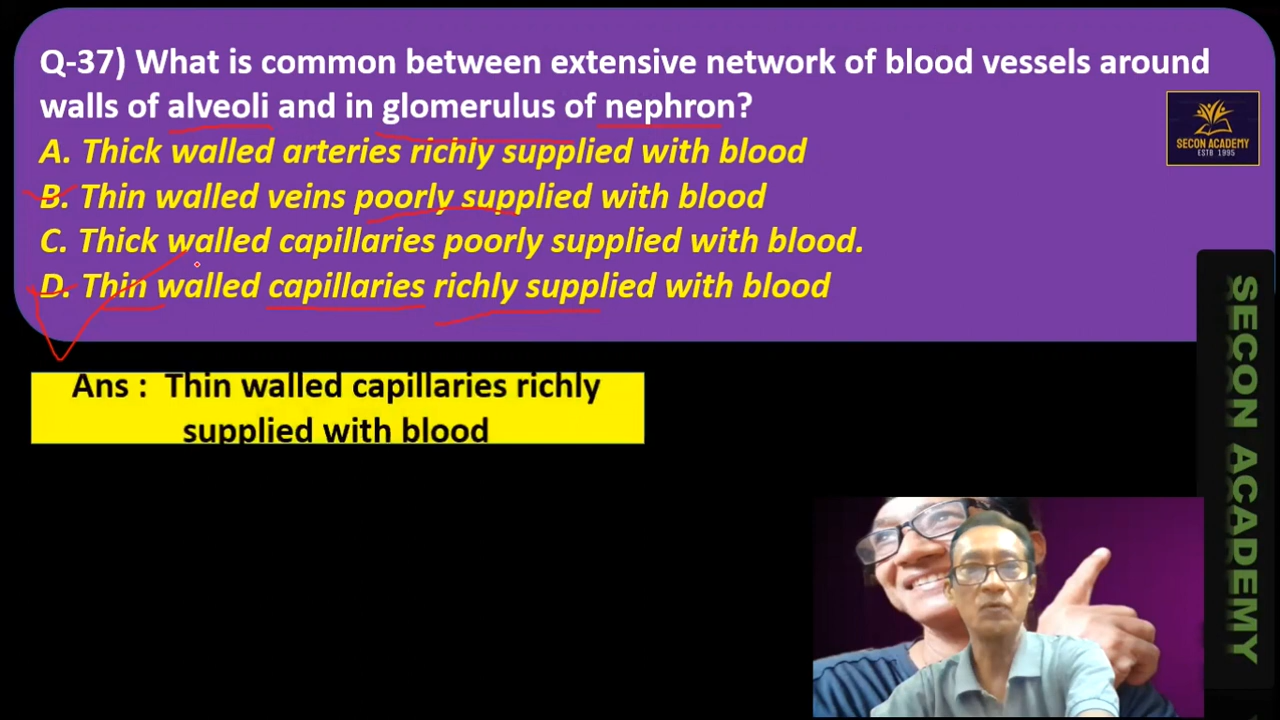 Q-37) What is common between extensive network of blood vessels around
walls of alveoli and in glomerulus of nephron?
A. Thick walled arteries richly supplied with blood
B. Thin walled veins poorly supplied with blood
C. Thick walled capillaries poorly supplied with blood.
D. Thin walled capillaries richly supplied with blood
SECON ACADEMY
ESTB 1995
Ans : Thin walled capillaries richly
supplied with blood
SECON ACADEMY